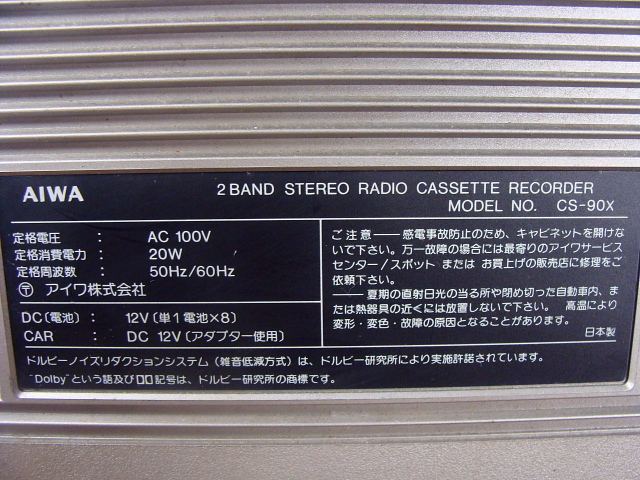 AIWA
2 BAND STEREO RADIO CASSETTE RECORDER
MODEL NO. CS-90X
定格電圧 : AC 100V
定格消費電力 : 20W
定格周波数 : 50Hz/60Hz
〒 アイワ株式会社
DC(電池) : 12V(単1電池×8)
CAR : DC 12V(アダプター使用)
ご注意——感電事故防止のため、キャビネットを開けな
いで下さい。万一故障の場合には最寄りのアイワサービス
センター/スポット または お買上げの販売店に修理をご
依頼下さい。
——夏期の直射日光の当る所や閉め切った自動車内、ま
たは熱器具の近くには放置しないで下さい。 高温により
変形・変色・故障の原因となることがあります。
日本製
ドルビーノイズリダクションシステム(雑音低減方式)は、ドルビー研究所により実施許諾されています。
"Dolby"という語及び記号は、ドルビー研究所の商標です。